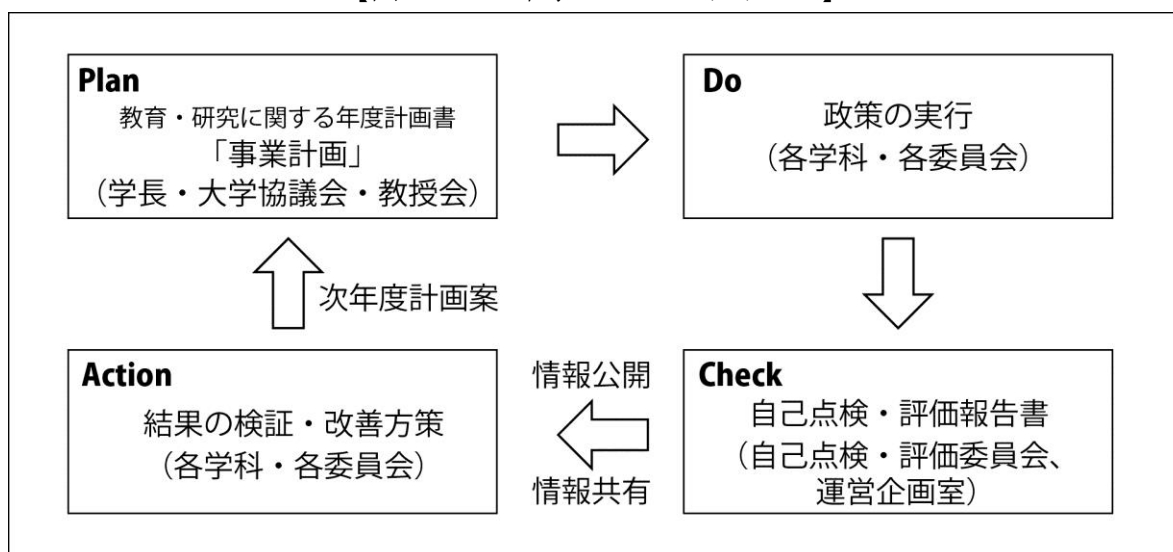 Plan
教育・研究に関する年度計画書
「事業計画」
（学長・大学協議会・教授会）
Do
政策の実行
（各学科・各委員会）
次年度計画案
Action
結果の検証・改善方策
（各学科・各委員会）
情報公開
情報共有
Check
自己点検・評価報告書
（自己点検・評価委員会、
運営企画室）